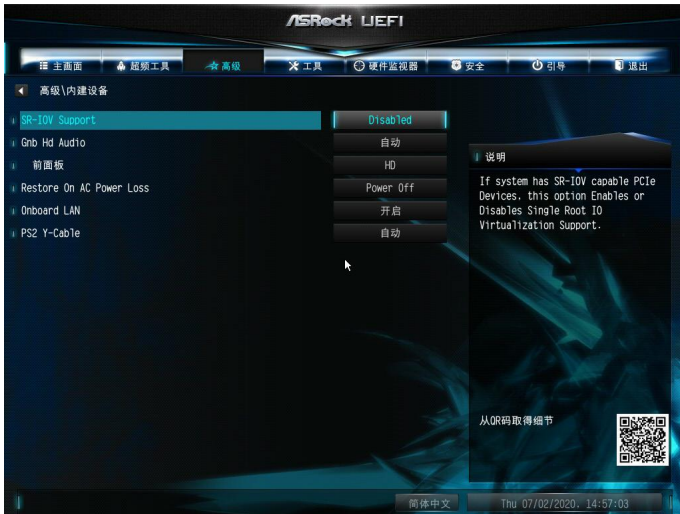 ASRock UEFI
主画面 超频工具 高级 工具 硬件监视器 安全 引导 退出
高级\内建设备
SR-IOV Support Disabled
Gnb Hd Audio 自动
前面板 HD
Restore On AC Power Loss Power Off
Onboard LAN 开启
PS2 Y-Cable 自动
说明
If system has SR-IOV capable PCIe
Devices, this option Enables or
Disables Single Root IO
Virtualization Support.
从QR码取得细节
简体中文 Thu 07/02/2020, 14:57:03